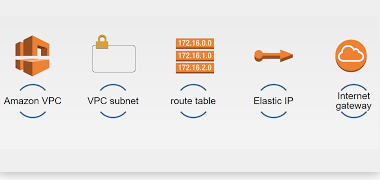 172.16.0.0
172.16.1.0
172.16.2.0
Amazon VPC
VPC subnet
route table
Elastic IP
Internet
gateway